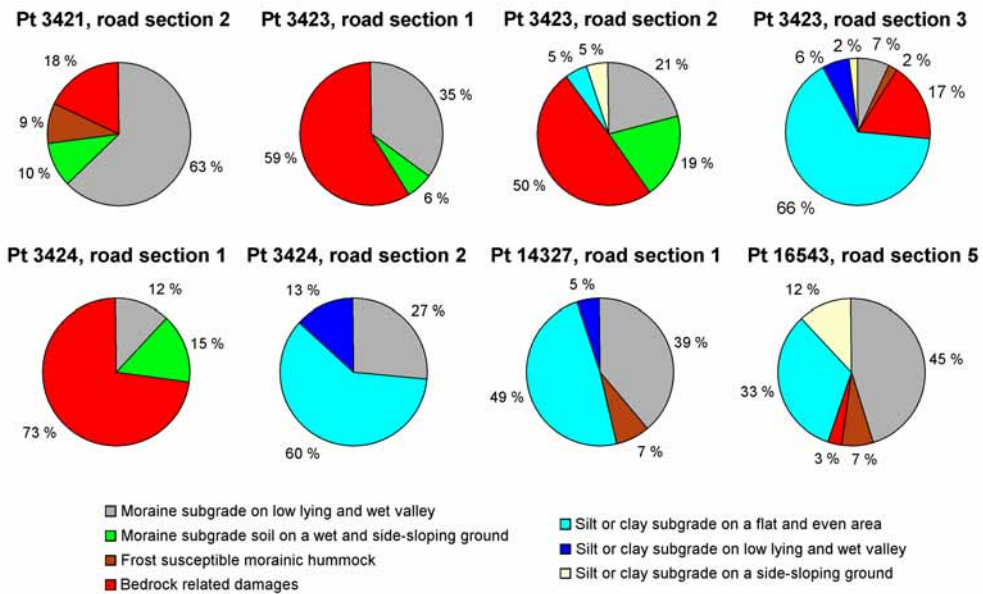 Pt 3421, road section 2
18 %
9 %
10 %
63 %
Pt 3423, road section 1
35 %
59 %
6 %
Pt 3423, road section 2
5 %
5 %
21 %
50 %
19 %
Pt 3423, road section 3
6 %
2 %
7 %
2 %
17 %
66 %
Pt 3424, road section 1
12 %
15 %
73 %
Pt 3424, road section 2
13 %
27 %
60 %
Pt 14327, road section 1
5 %
39 %
49 %
7 %
Pt 16543, road section 5
12 %
45 %
33 %
3 %
7 %
Moraine subgrade on low lying and wet valley
Moraine subgrade soil on a wet and side-sloping ground
Frost susceptible morainic hummock
Bedrock related damages
Silt or clay subgrade on a flat and even area
Silt or clay subgrade on low lying and wet valley
Silt or clay subgrade on a side-sloping ground